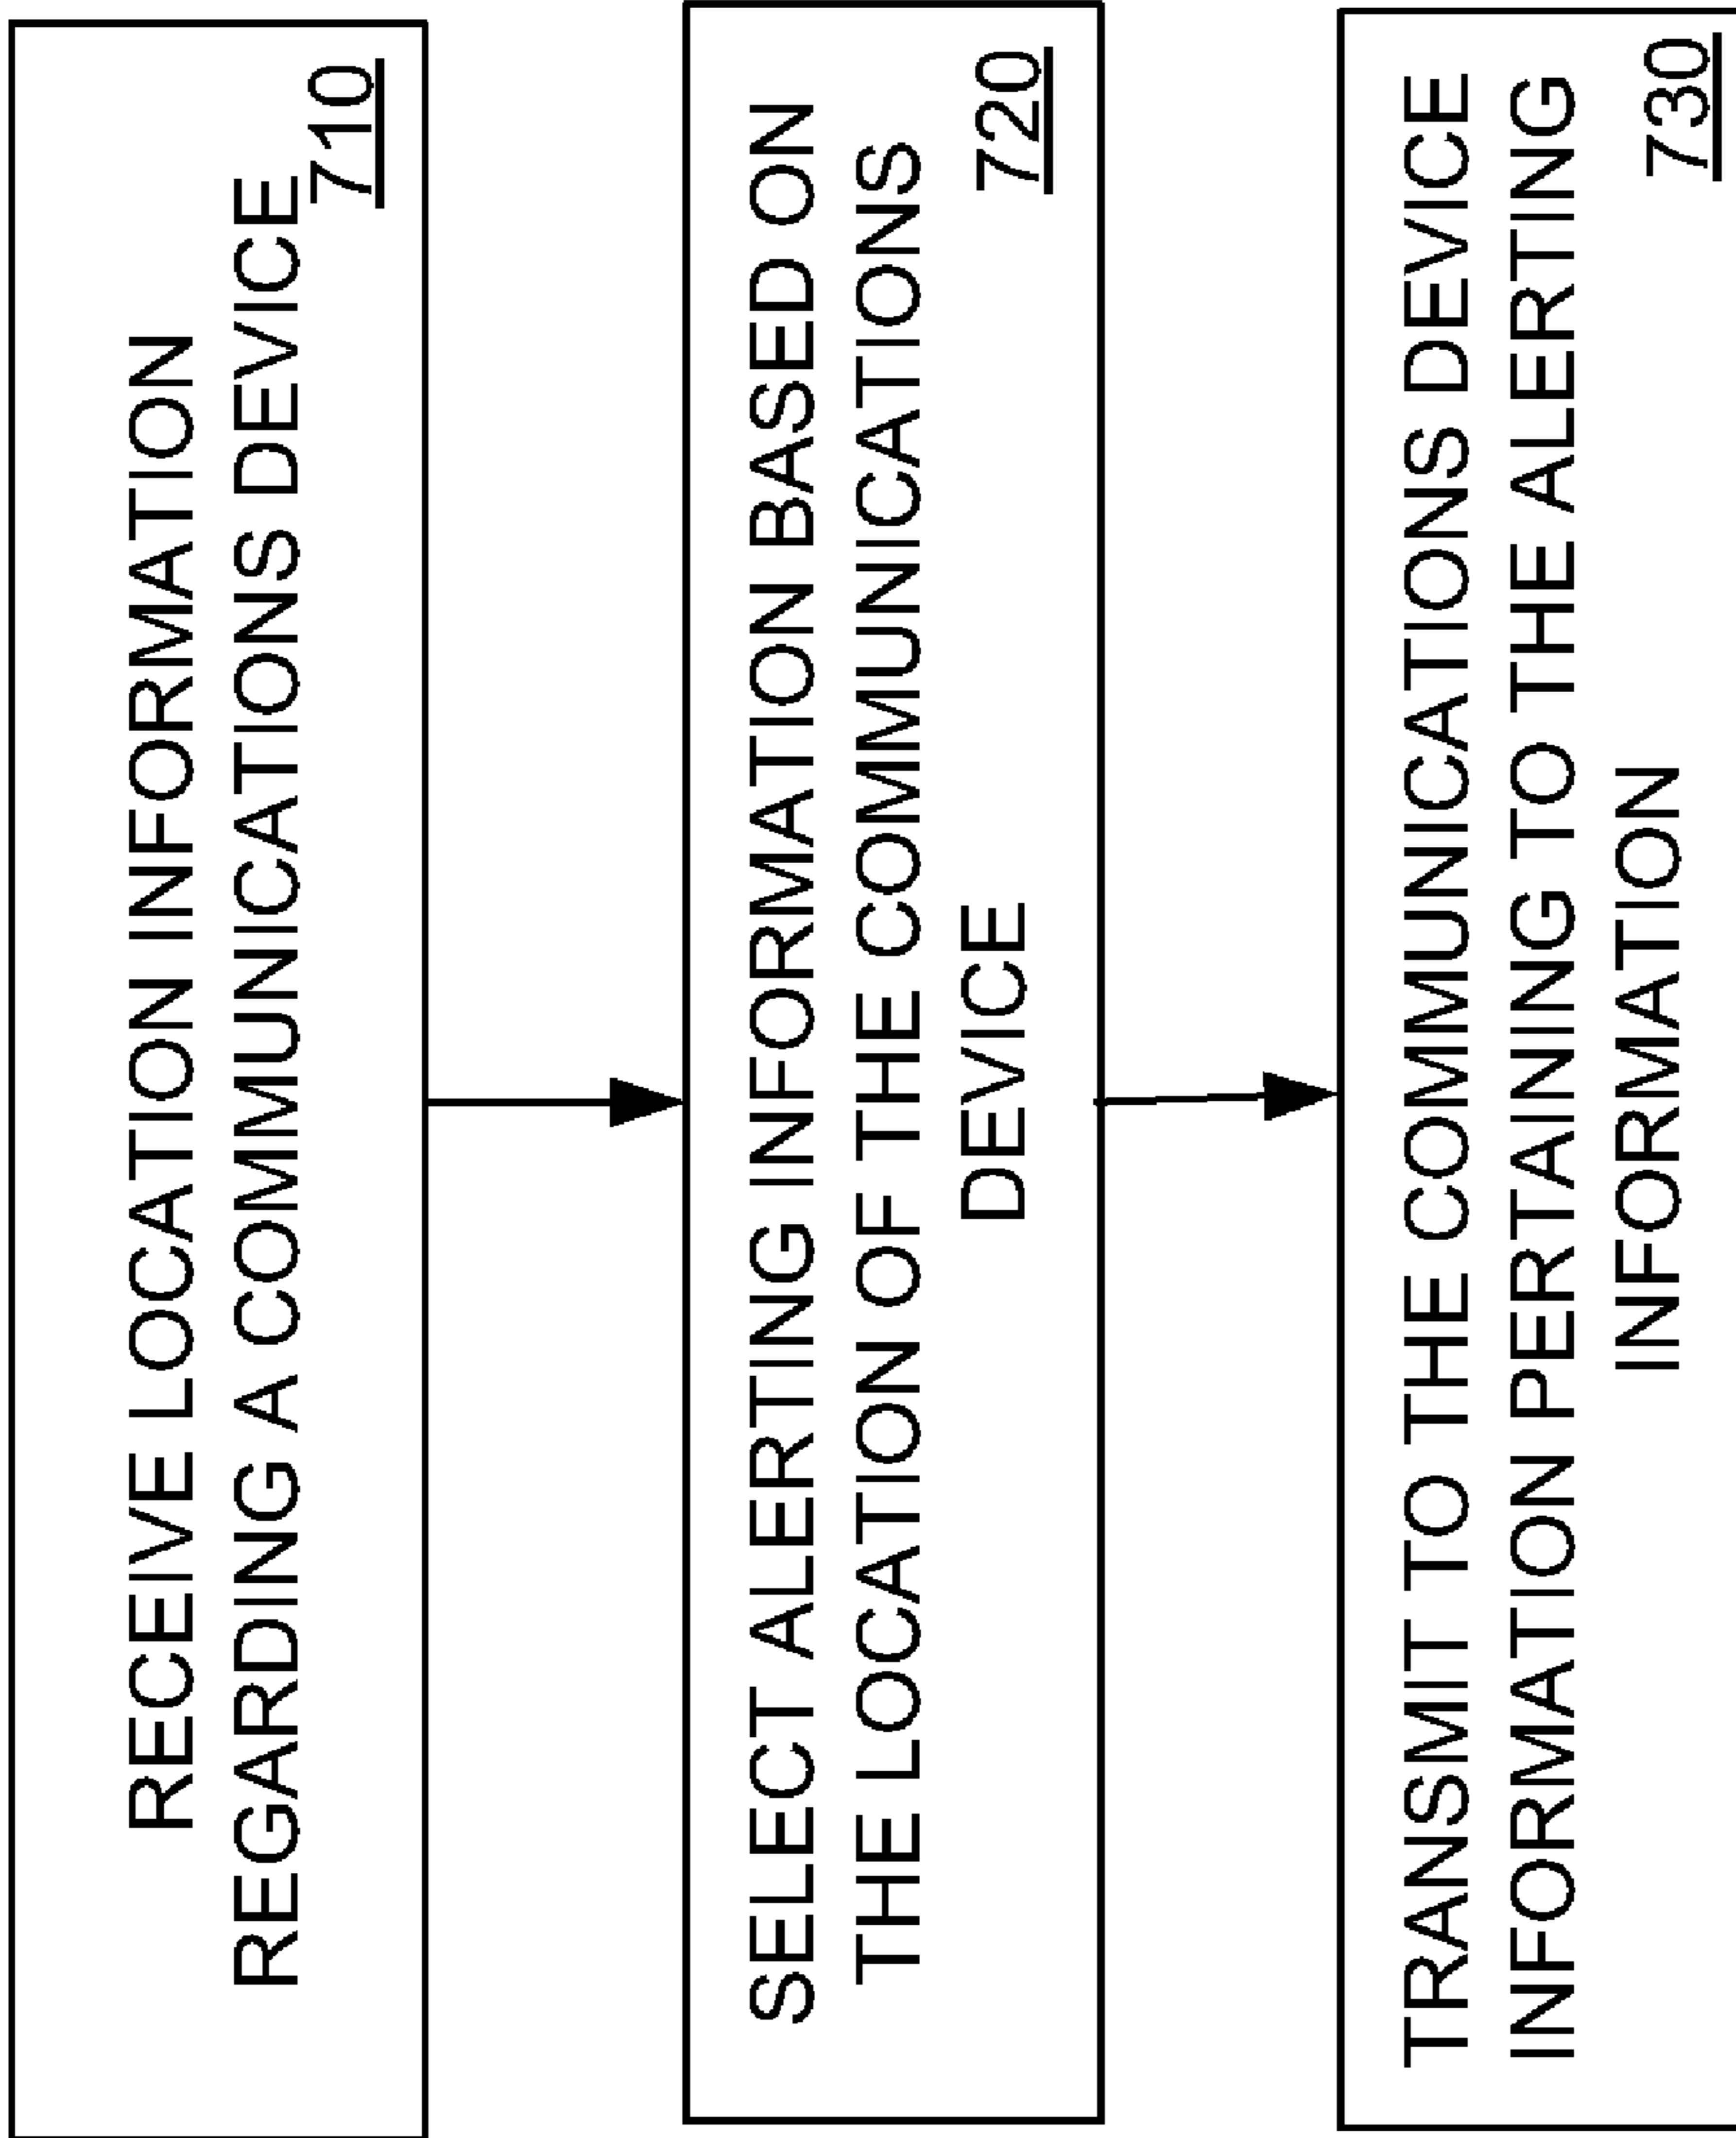 RECEIVE LOCATION INFORMATION
REGARDING A COMMUNICATIONS DEVICE
710
SELECT ALERTING INFORMATION BASED ON
THE LOCATION OF THE COMMUNICATIONS
DEVICE
720
TRANSMIT TO THE COMMUNICATIONS DEVICE
INFORMATION PERTAINING TO THE ALERTING
INFORMATION
730